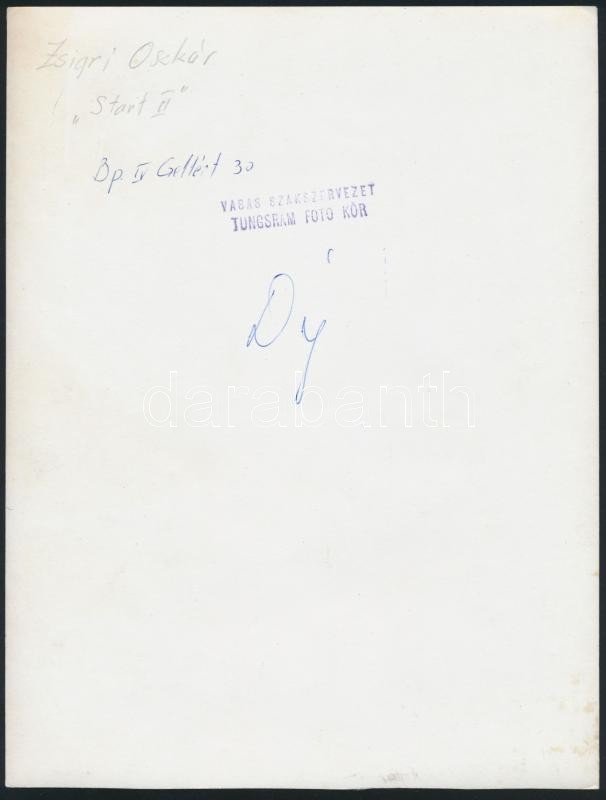 Zsigri Oszkár
„Start II"
Bp. IV Gellért 30
VASAS SZAKSZERVEZET
TUNGSRAM FOTO KÖR
Díj
darabanth